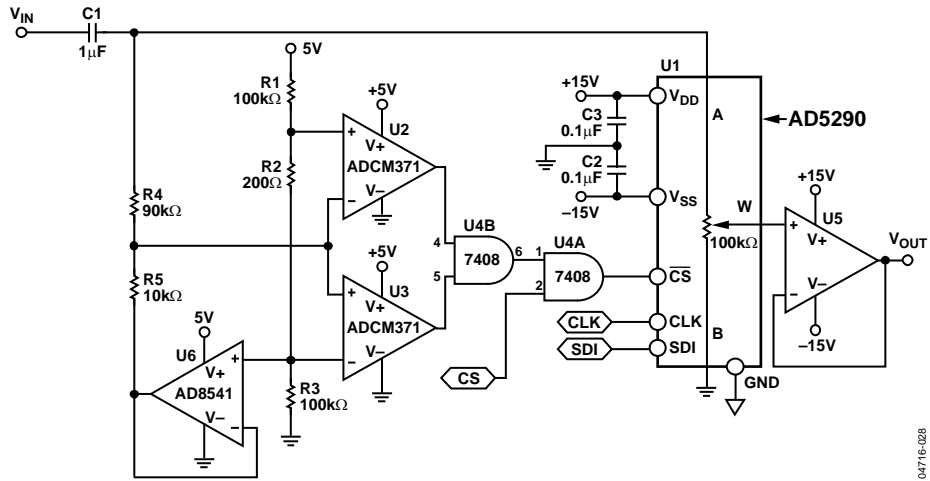 VIN
C1
1μF
5V
R1
100kΩ
R2
200Ω
R4
90kΩ
R5
10kΩ
R3
100kΩ
+5V
U2
+
V+
ADCM371
V–
–
+5V
U3
+
V+
ADCM371
V–
–
5V
U6
+
V+
AD8541
V–
–
U4B
4
5
7408
6
U4A
1
2
7408
CS
CLK
SDI
+15V
C3
0.1μF
C2
0.1μF
–15V
U1
VDD
VSS
CS
CLK
SDI
A
W
100kΩ
B
GND
AD5290
+15V
U5
+
V+
V–
–
–15V
VOUT
04716-028